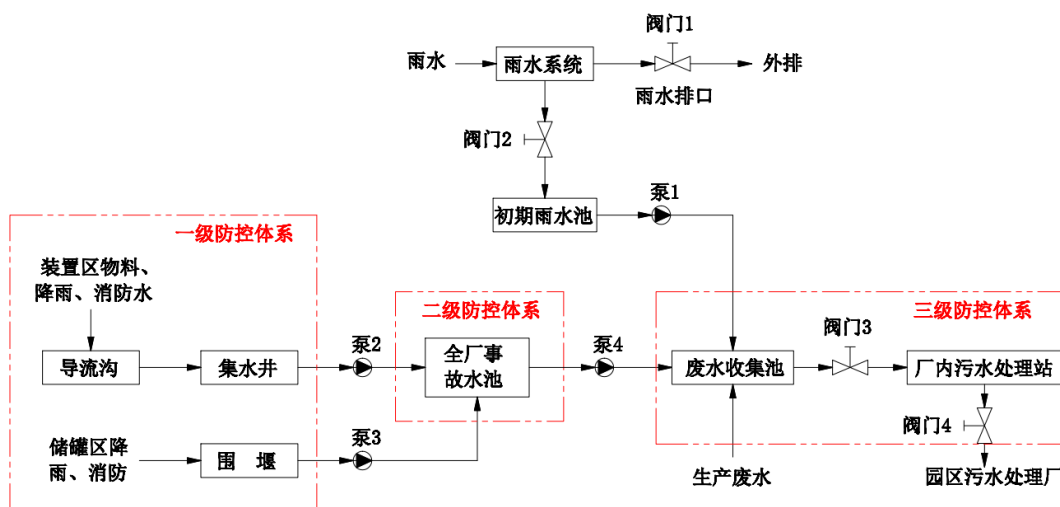 阀门1
雨水
雨水系统
外排
雨水排口
阀门2
泵1
初期雨水池
一级防控体系
装置区物料、
降雨、消防水
二级防控体系
三级防控体系
阀门3
导流沟
集水井
泵2
全厂事
故水池
泵4
废水收集池
厂内污水处理站
储罐区降
雨、消防
围 堰
泵3
阀门4
生产废水
园区污水处理厂